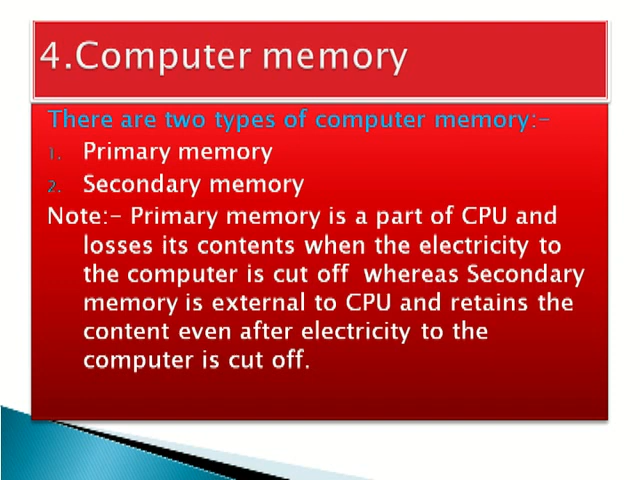 4.Computer memory
There are two types of computer memory:-
1. Primary memory
2. Secondary memory
Note:- Primary memory is a part of CPU and
losses its contents when the electricity to
the computer is cut off whereas Secondary
memory is external to CPU and retains the
content even after electricity to the
computer is cut off.